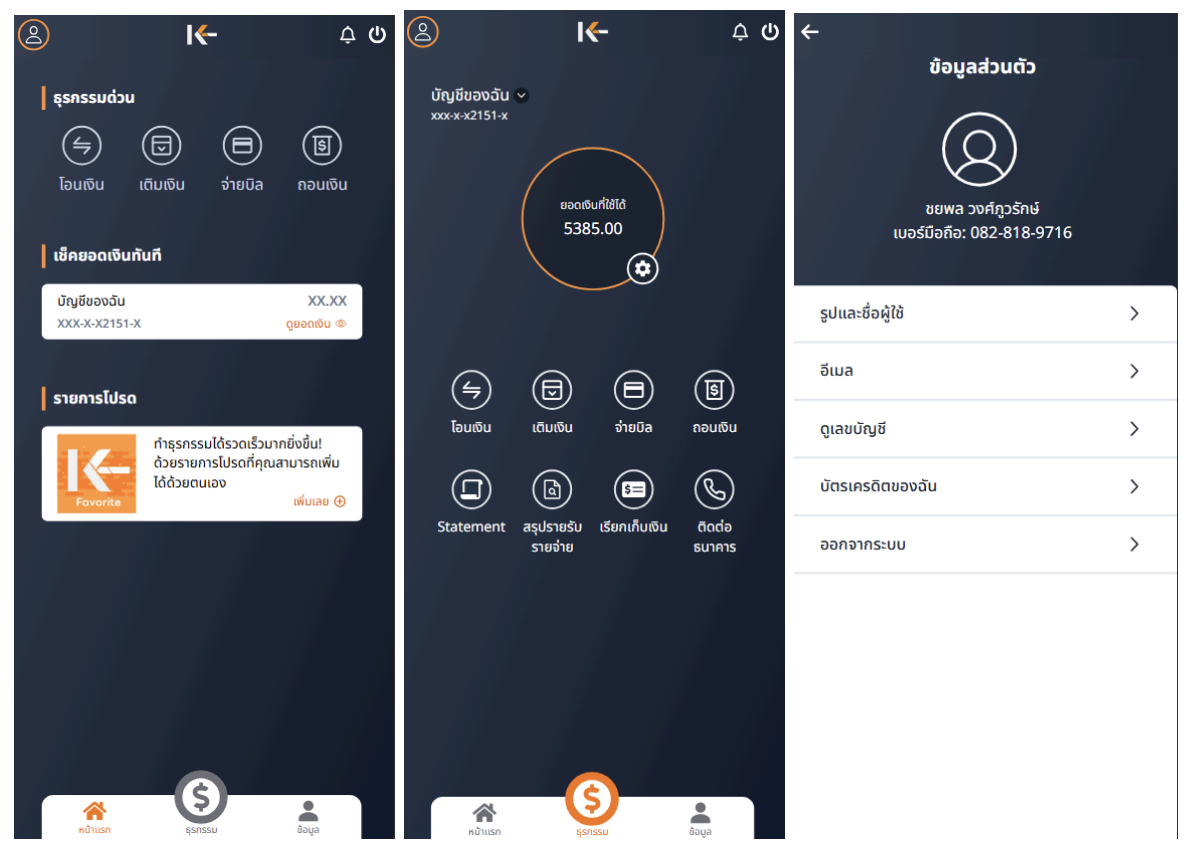 K
ธุรกรรมด่วน
โอนเงิน เติมเงิน จ่ายบิล ถอนเงิน
เช็คยอดเงินทันที
บัญชีของฉัน XX.XX
XXX-X-X2151-X ดูยอดเงิน
รายการโปรด
ทำธุรกรรมได้รวดเร็วมากยิ่งขึ้น!
ด้วยรายการโปรดที่คุณสามารถเพิ่ม
ได้ด้วยตนเอง
K
Favorite
เพิ่มเลย
หน้าแรก ธุรกรรม ข้อมูล
K
บัญชีของฉัน
xxx-x-x2151-x
ยอดเงินที่ใช้ได้
5385.00
โอนเงิน เติมเงิน จ่ายบิล ถอนเงิน
Statement สรุปรายรับ เรียกเก็บเงิน ติดต่อ
รายจ่าย ธนาคาร
หน้าแรก ธุรกรรม ข้อมูล
ข้อมูลส่วนตัว
ชยพล วงศ์ภูวรักษ์
เบอร์มือถือ: 082-818-9716
รูปและชื่อผู้ใช้
อีเมล
ดูเลขบัญชี
บัตรเครดิตของฉัน
ออกจากระบบ